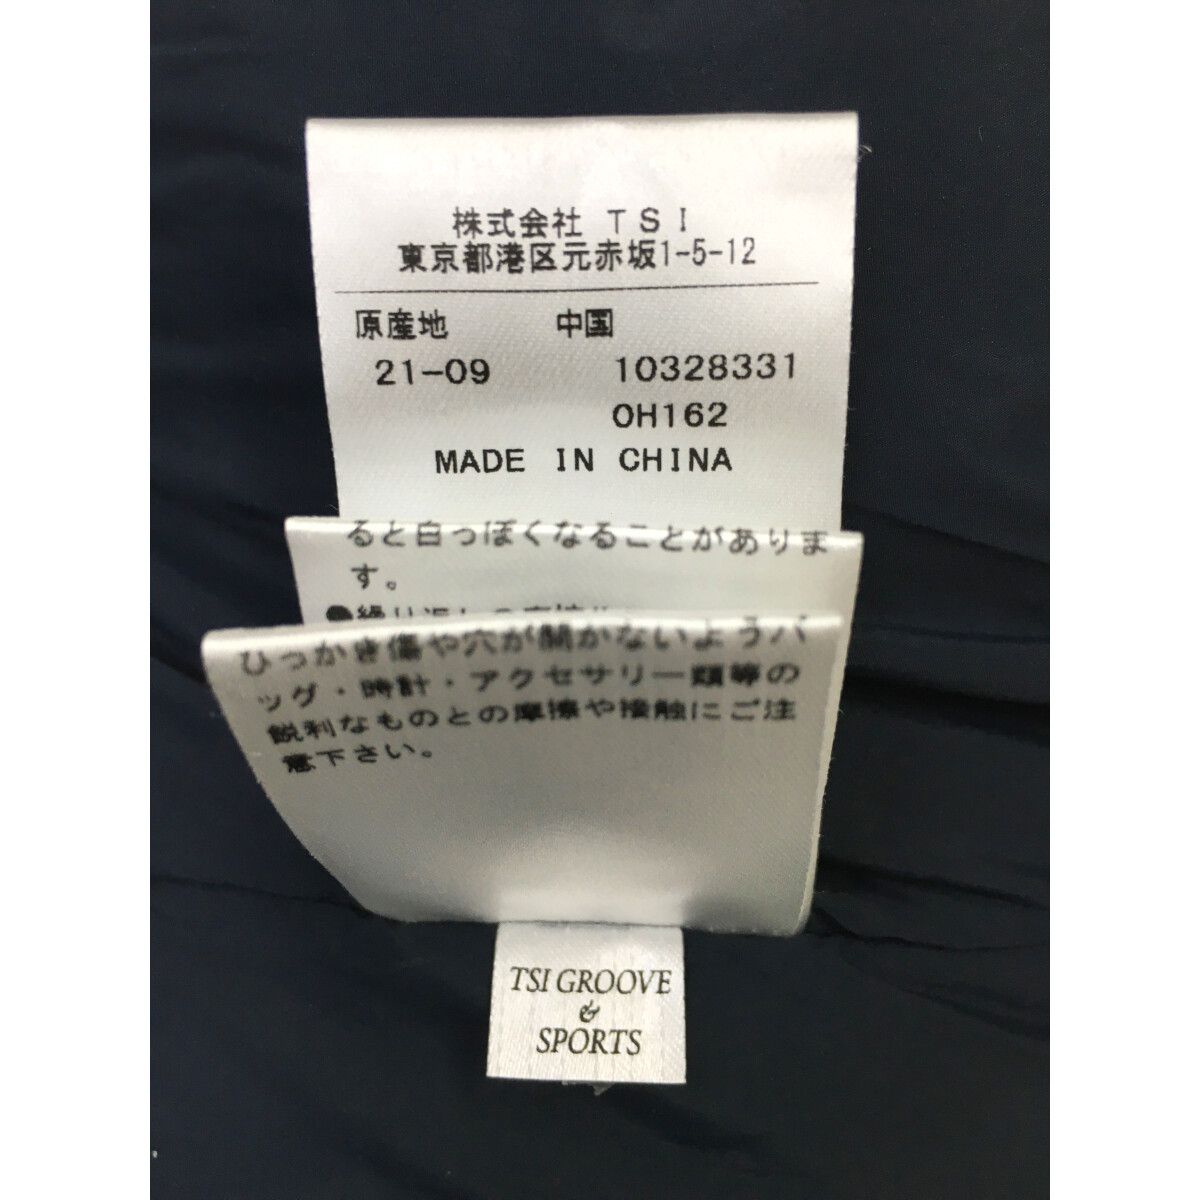 株式会社 TSI
東京都港区元赤坂1-5-12
原産地 中国
21-09 10328331
OH162
MADE IN CHINA
ると白っぽくなることがありま
す。
ひっかき傷や穴が開かないようバ
ッグ・時計・アクセサリー類等の
鋭利なものとの摩擦や接触にご注
意下さい。
TSI GROOVE
&
SPORTS